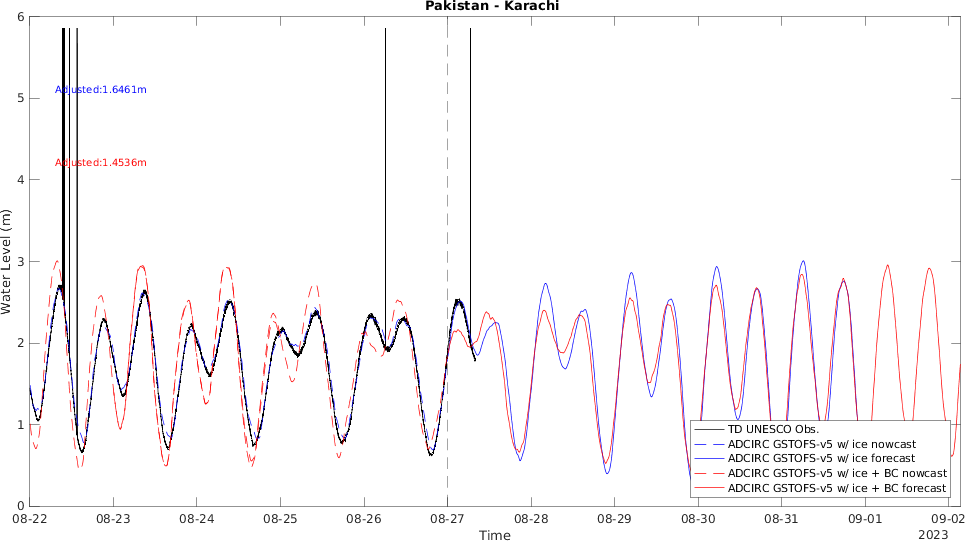 Pakistan - Karachi
6
5
4
3
2
1
0
Water Level (m)
Adjusted:1.6461m
Adjusted:1.4536m
TD UNESCO Obs.
ADCIRC GSTOFS-v5 w/ ice nowcast
ADCIRC GSTOFS-v5 w/ ice forecast
ADCIRC GSTOFS-v5 w/ ice + BC nowcast
ADCIRC GSTOFS-v5 w/ ice + BC forecast
08-22 08-23 08-24 08-25 08-26 08-27 08-28 08-29 08-30 08-31 09-01 09-02
Time
2023